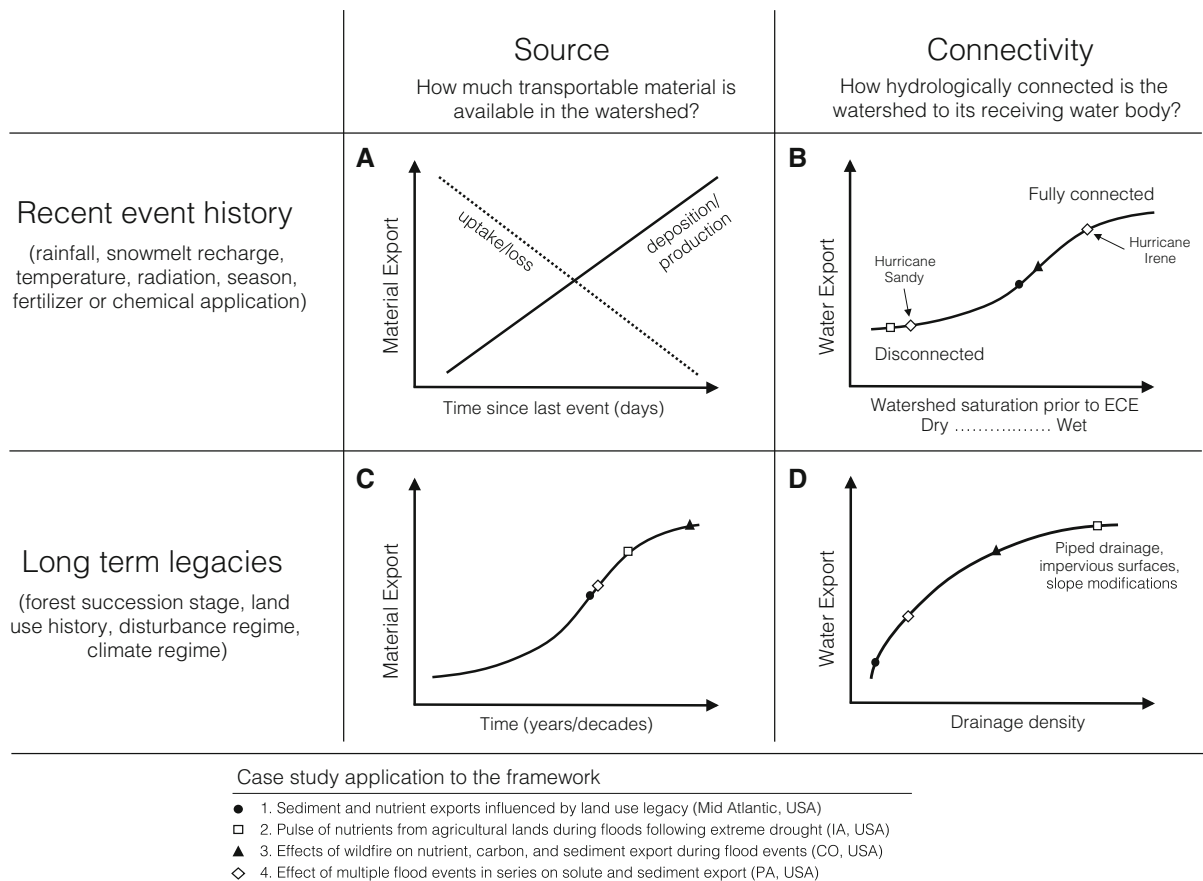 Source
How much transportable material is
available in the watershed?
Connectivity
How hydrologically connected is the
watershed to its receiving water body?
Recent event history
(rainfall, snowmelt recharge,
temperature, radiation, season,
fertilizer or chemical application)
A
Material Export
uptake/loss
deposition/
production
Time since last event (days)
B
Water Export
Fully connected
Hurricane
Irene
Hurricane
Sandy
Disconnected
Watershed saturation prior to ECE
Dry ................. Wet
Long term legacies
(forest succession stage, land
use history, disturbance regime,
climate regime)
C
Material Export
Time (years/decades)
D
Water Export
Piped drainage,
impervious surfaces,
slope modifications
Drainage density
Case study application to the framework
1. Sediment and nutrient exports influenced by land use legacy (Mid Atlantic, USA)
2. Pulse of nutrients from agricultural lands during floods following extreme drought (IA, USA)
3. Effects of wildfire on nutrient, carbon, and sediment export during flood events (CO, USA)
4. Effect of multiple flood events in series on solute and sediment export (PA, USA)